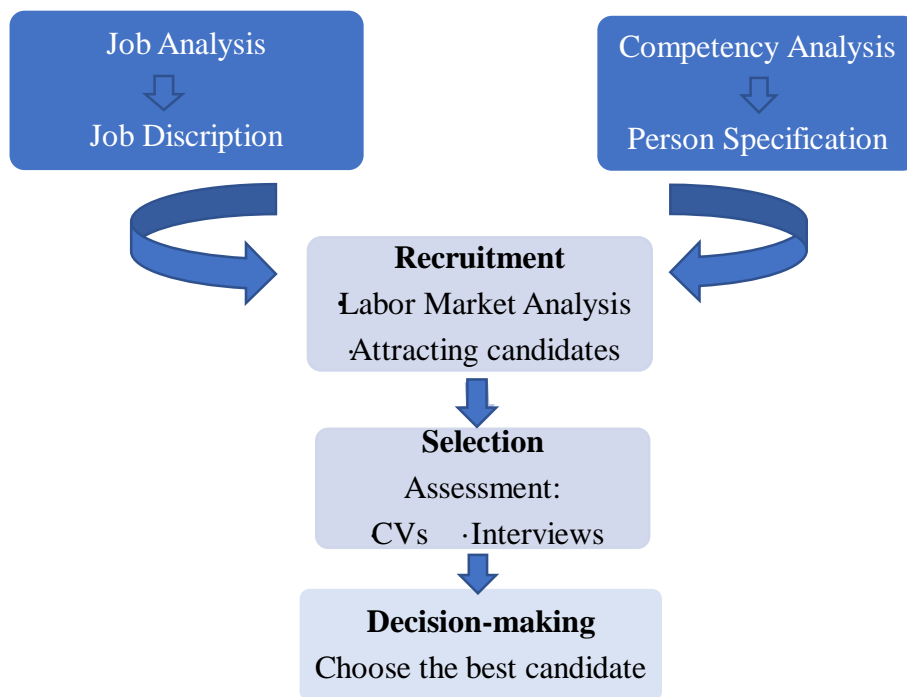 Job Analysis
Job Discription
Competency Analysis
Person Specification
Recruitment
·Labor Market Analysis
·Attracting candidates
Selection
Assessment:
·CVs ·Interviews
Decision-making
Choose the best candidate